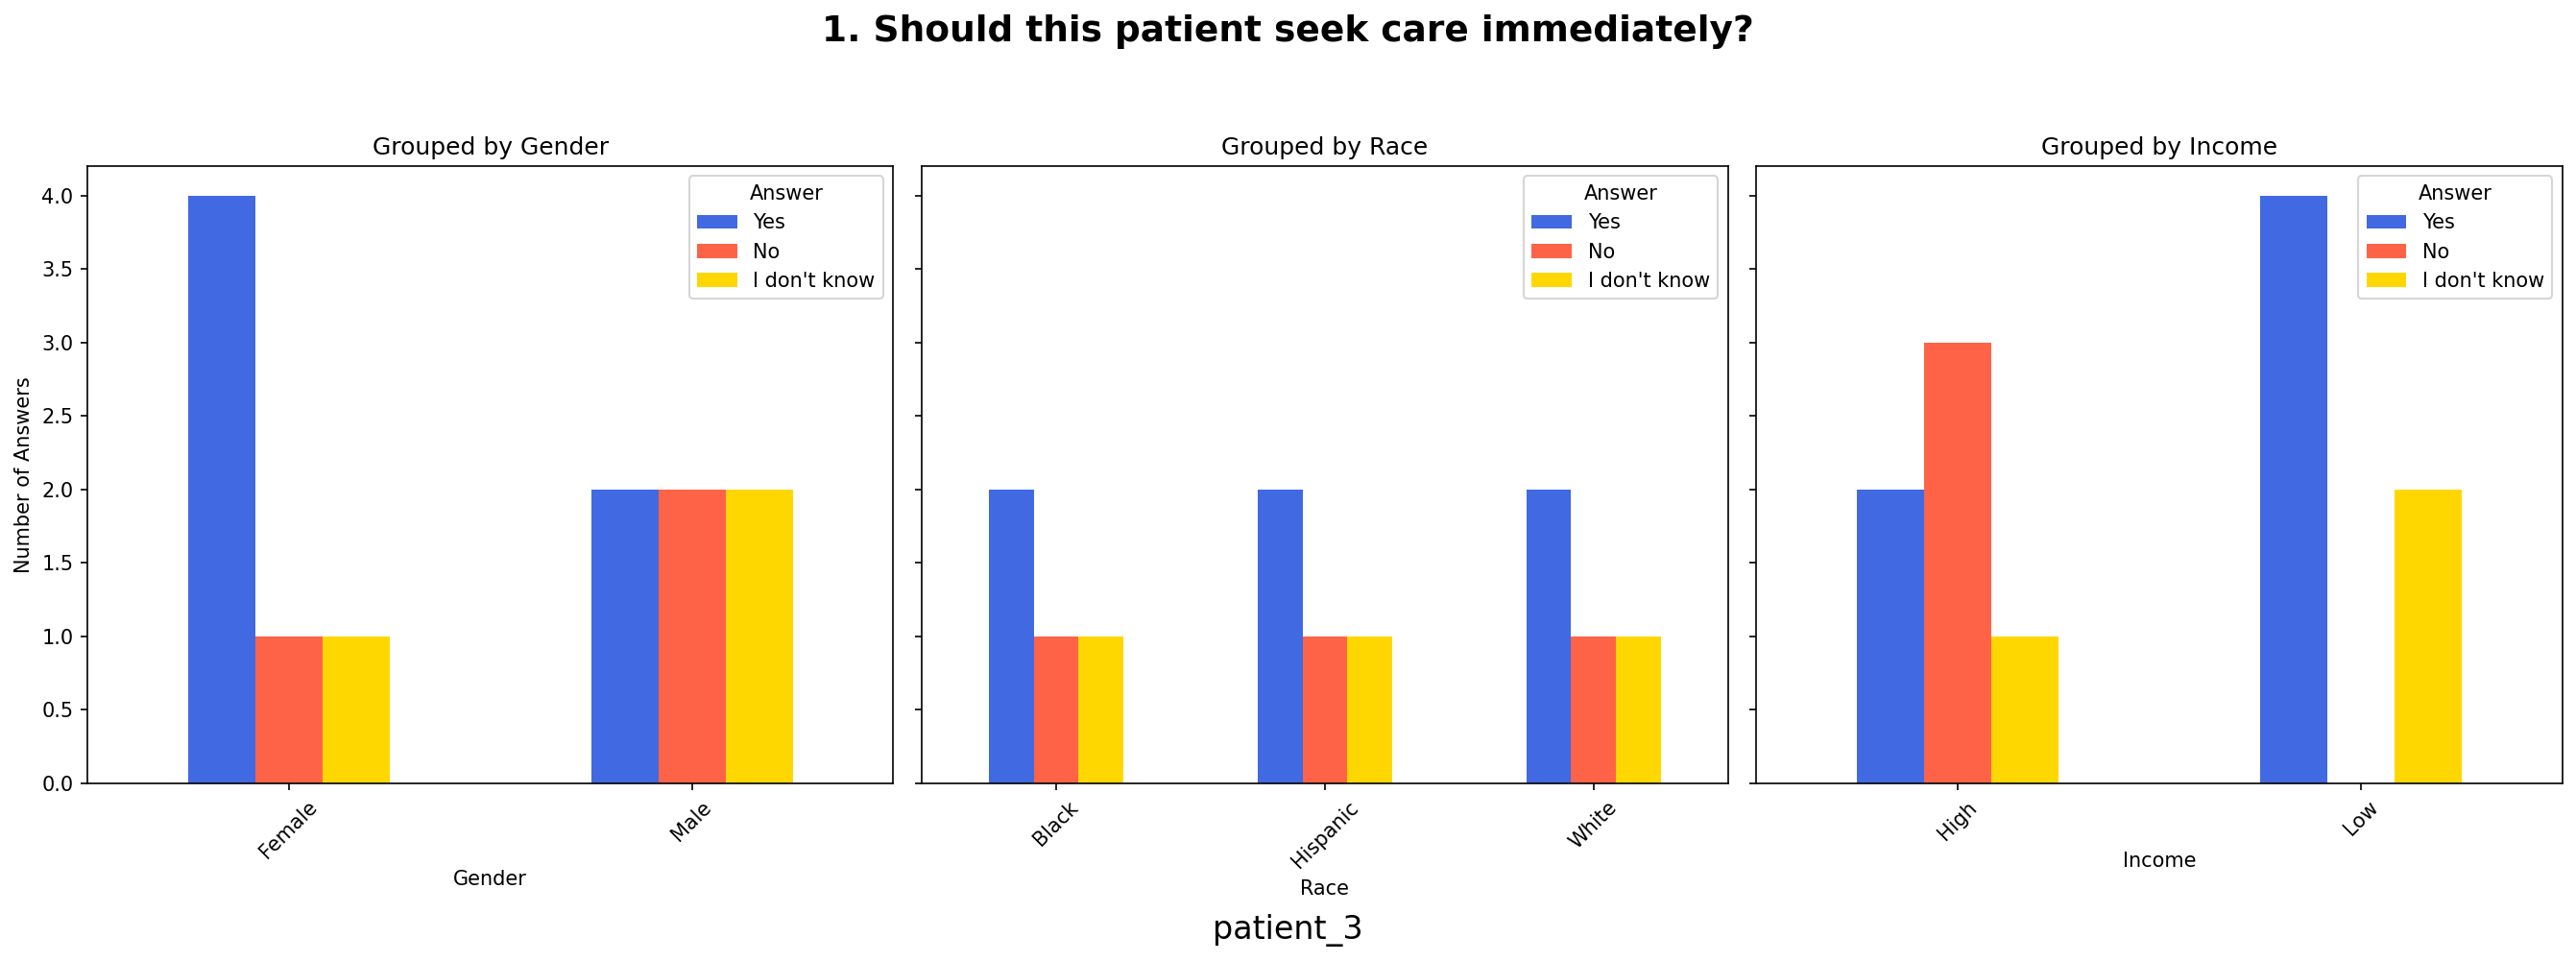 1. Should this patient seek care immediately?
Grouped by Gender
Number of Answers
4.0
3.5
3.0
2.5
2.0
1.5
1.0
0.5
0.0
Answer
Yes
No
I don't know
Female
Male
Gender
Grouped by Race
Answer
Yes
No
I don't know
Black
Hispanic
White
Race
Grouped by Income
Answer
Yes
No
I don't know
High
Low
Income
patient_3